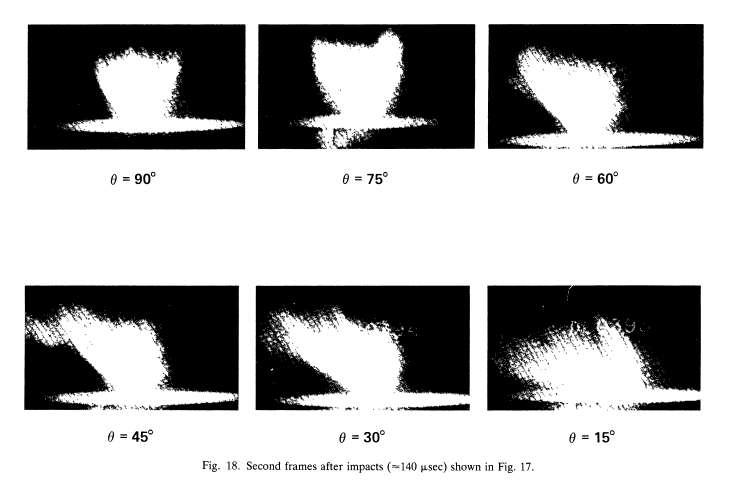 θ = 90°
θ = 75°
θ = 60°
θ = 45°
θ = 30°
θ = 15°
Fig. 18. Second frames after impacts (≈140 μsec) shown in Fig. 17.